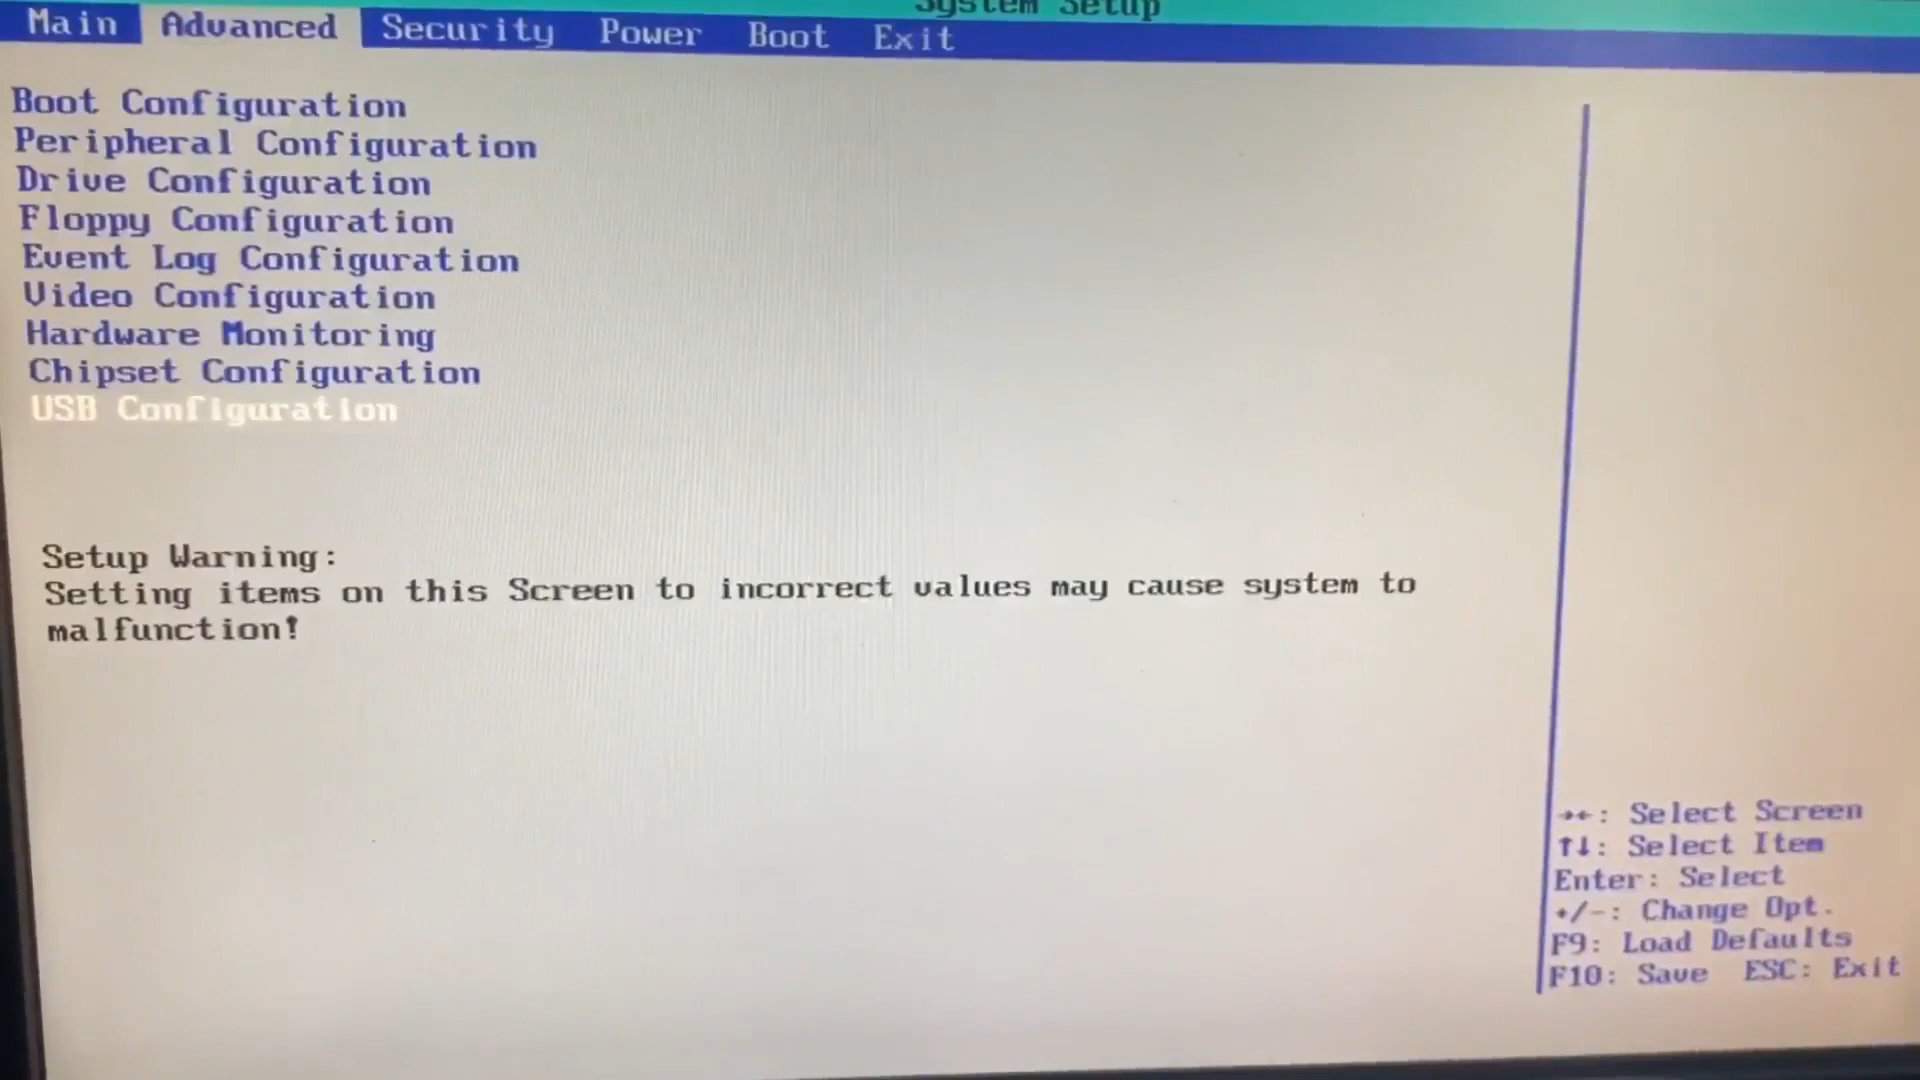 System Setup
Main Advanced Security Power Boot Exit
Boot Configuration
Peripheral Configuration
Drive Configuration
Floppy Configuration
Event Log Configuration
Video Configuration
Hardware Monitoring
Chipset Configuration
USB Configuration
Setup Warning:
Setting items on this Screen to incorrect values may cause system to
malfunction!
→←: Select Screen
↑↓: Select Item
Enter: Select
+/-: Change Opt.
F9: Load Defaults
F10: Save ESC: Exit